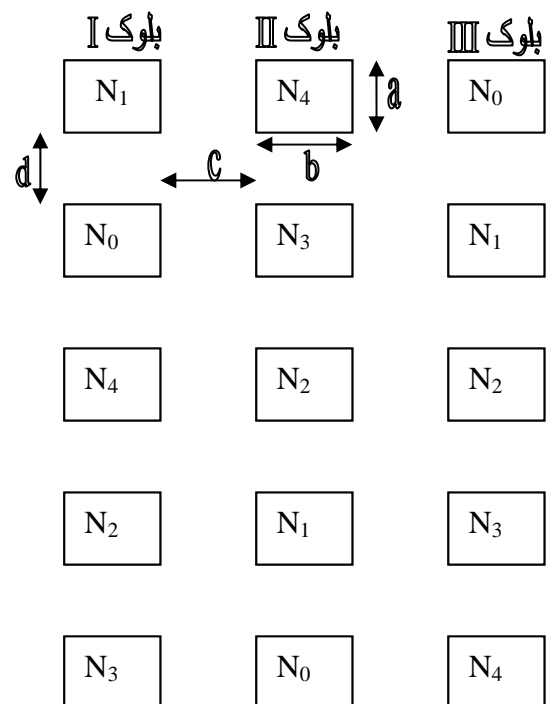 بلوک I بلوک II بلوک III
N₁ N₄ a N₀
d c b
N₀ N₃ N₁
N₄ N₂ N₂
N₂ N₁ N₃
N₃ N₀ N₄